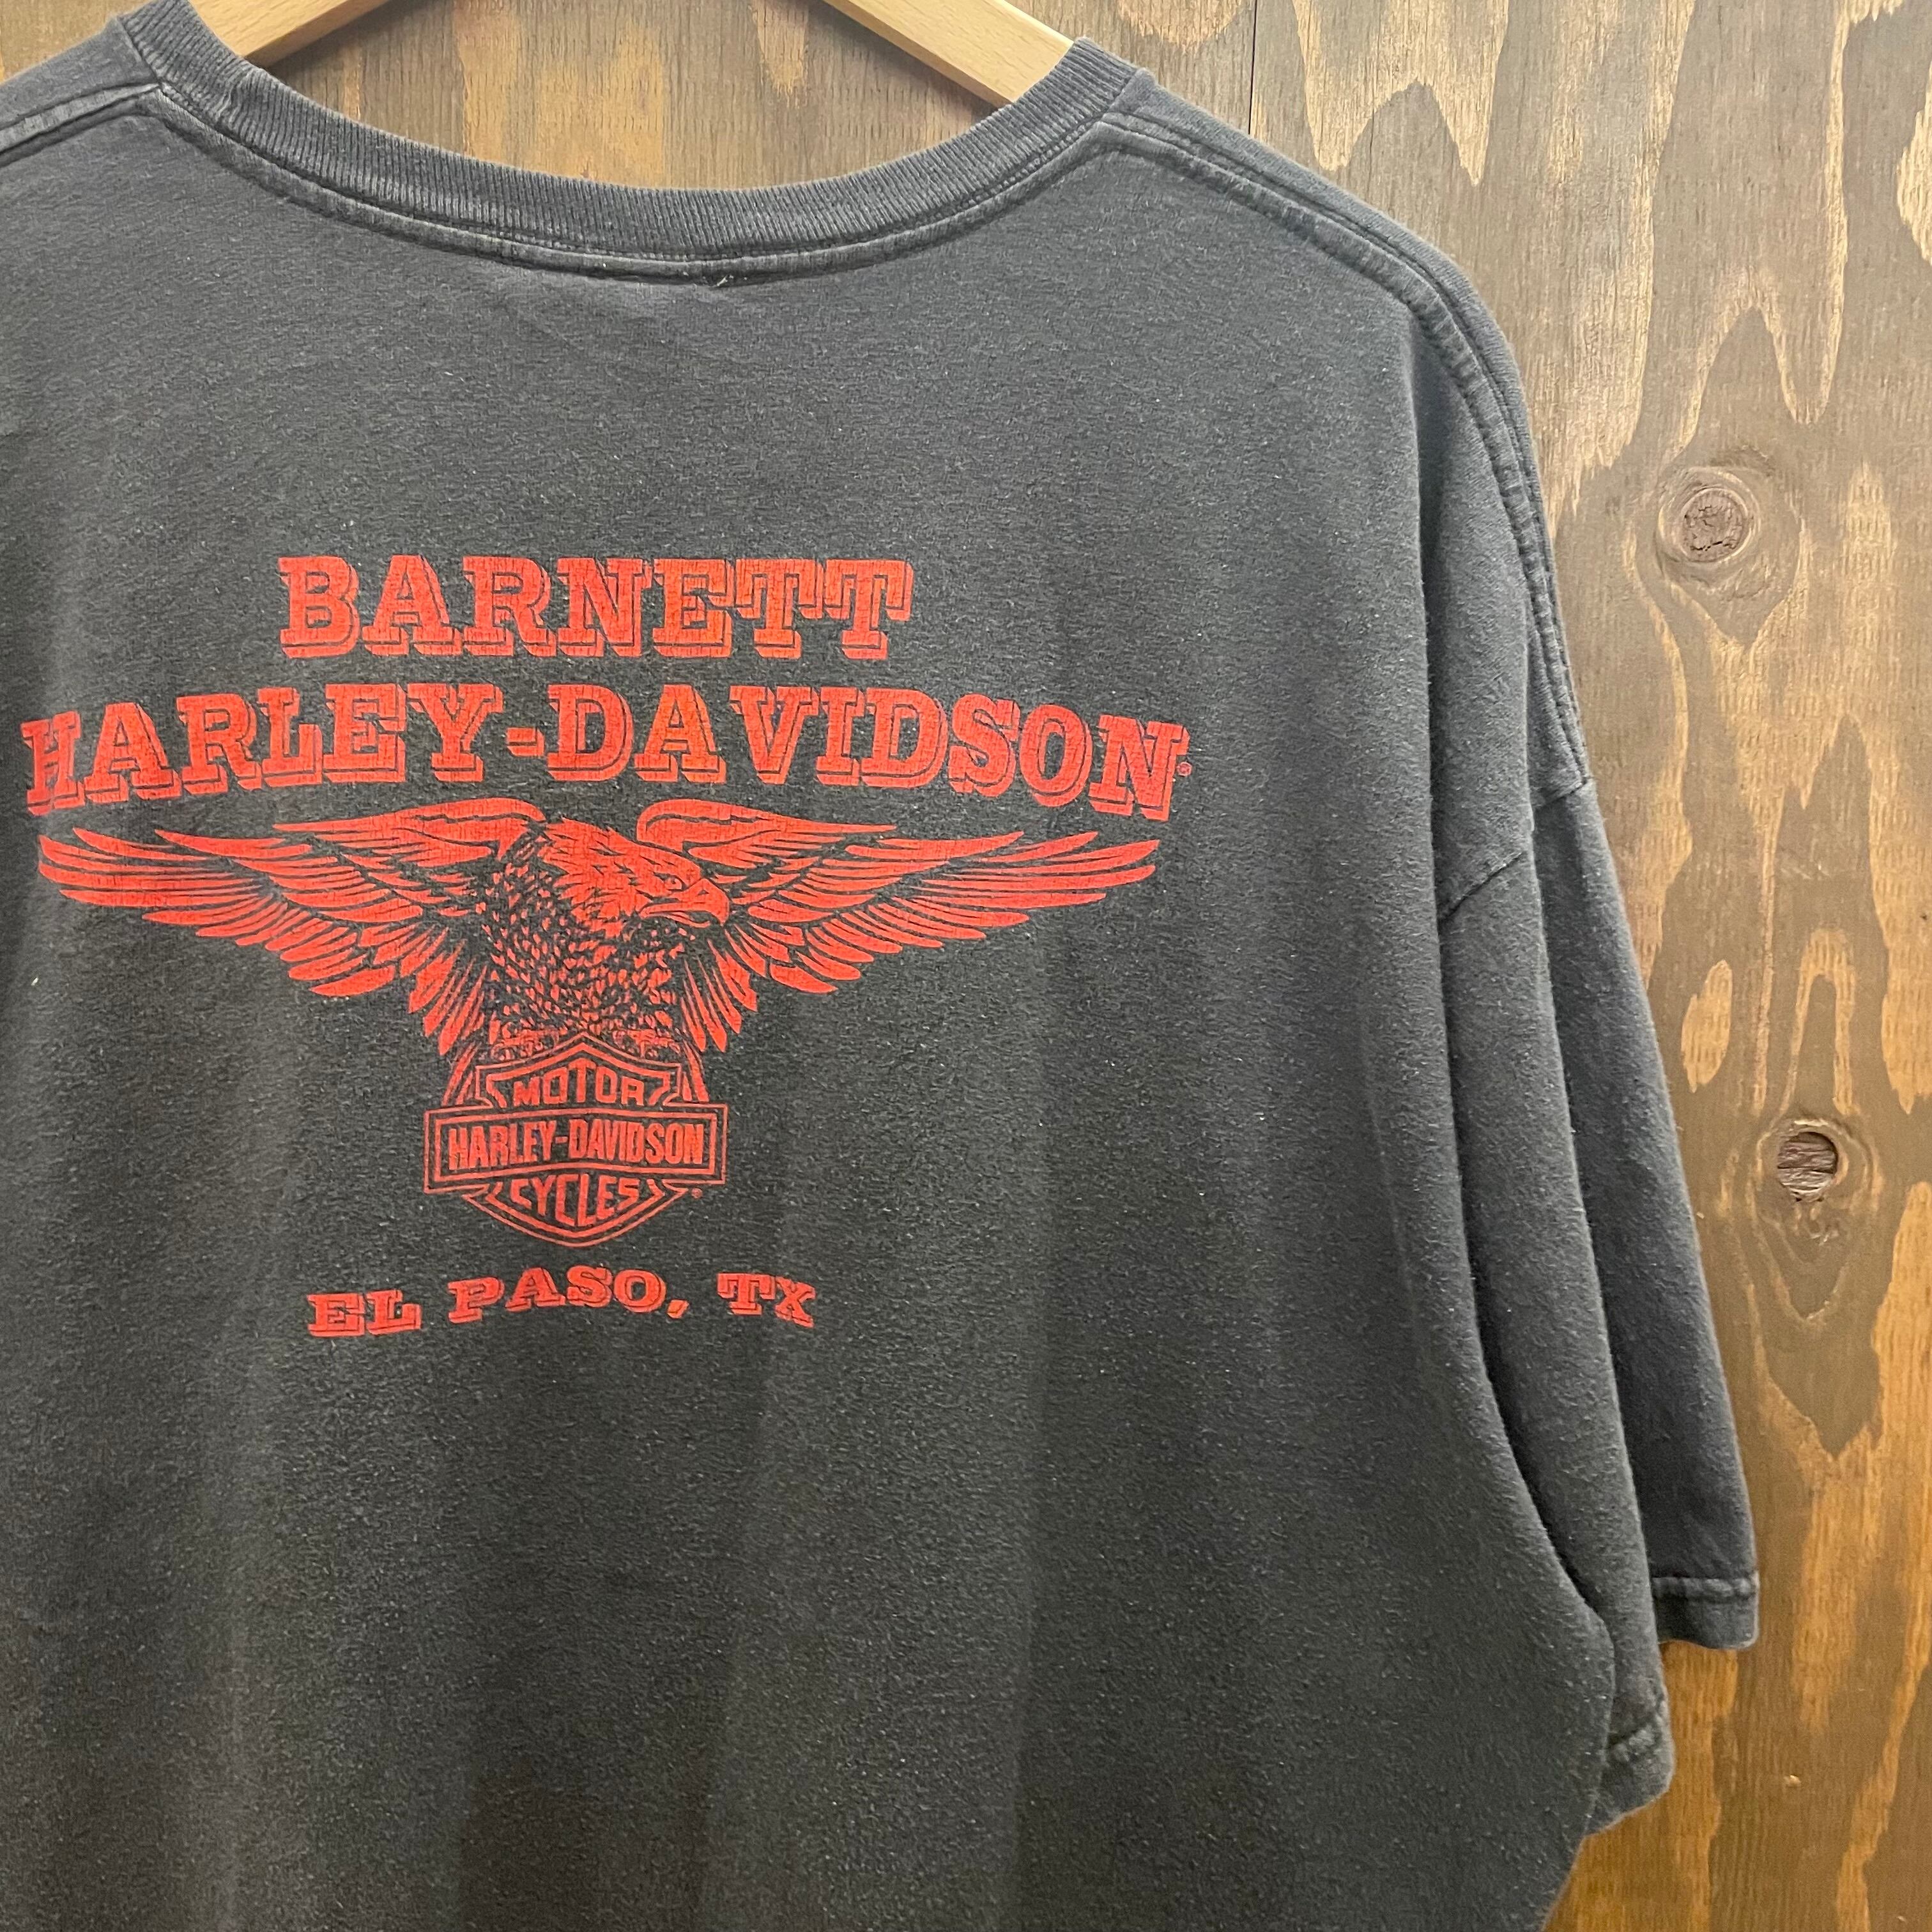 BARNETT
HARLEY-DAVIDSON®
MOTOR
HARLEY-DAVIDSON
CYCLES®
EL PASO, TX